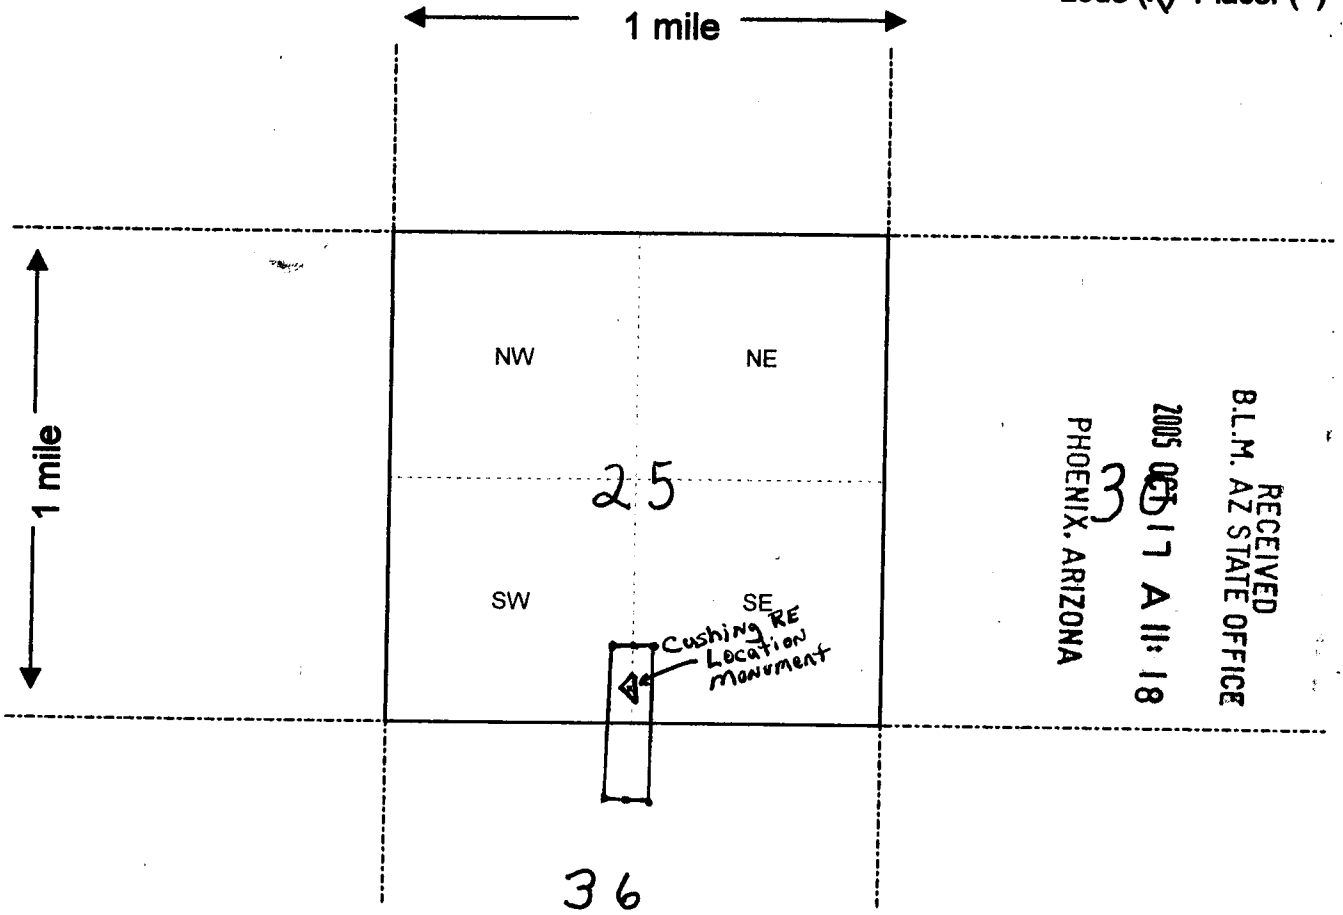 1 mile
NW
NE
1 mile
25
SW
SE
Cushing RE
Location
monument
36
30
RECEIVED
B.L.M. AZ STATE OFFICE
2005 OCT 17 A 11: 18
PHOENIX, ARIZONA